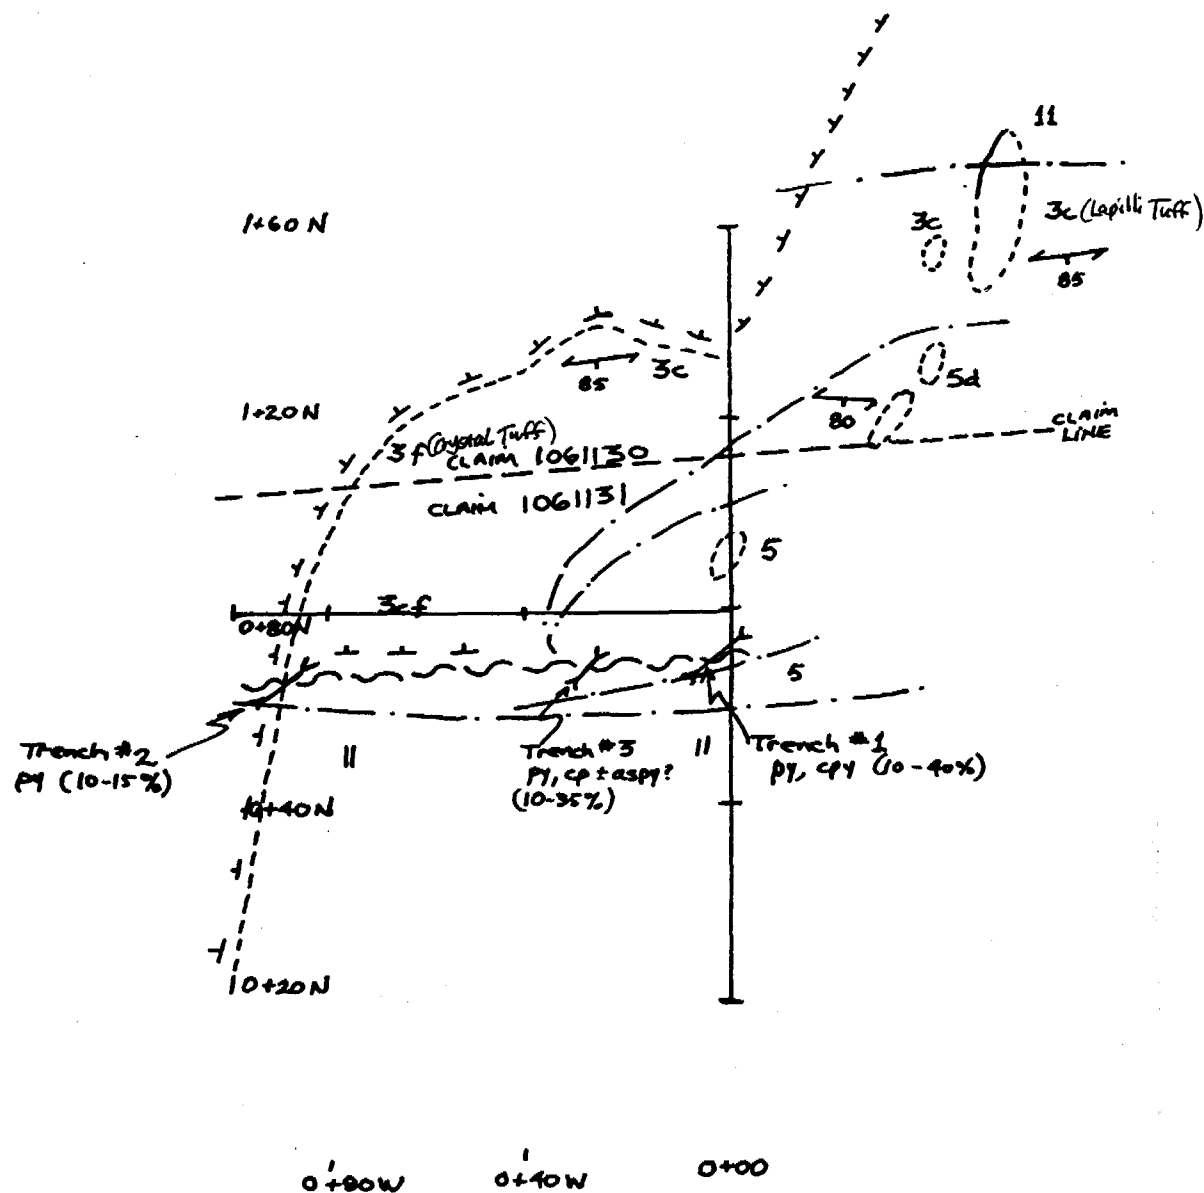 11
1+60 N
3c
3c (Lapilli Tuff)
85
85
3c
5d
1+20 N
80
CLAIM
LINE
3f (Crystal Tuff)
CLAIM 1061130
CLAIM 1061131
5
3cf
0+80N
5
Trench #2
py (10-15%)
11
Trench #3
py, cp ± aspy?
(10-35%)
11
Trench #1
py, cpy (10-40%)
0+40N
0+20N
0+80W
0+40W
0+00